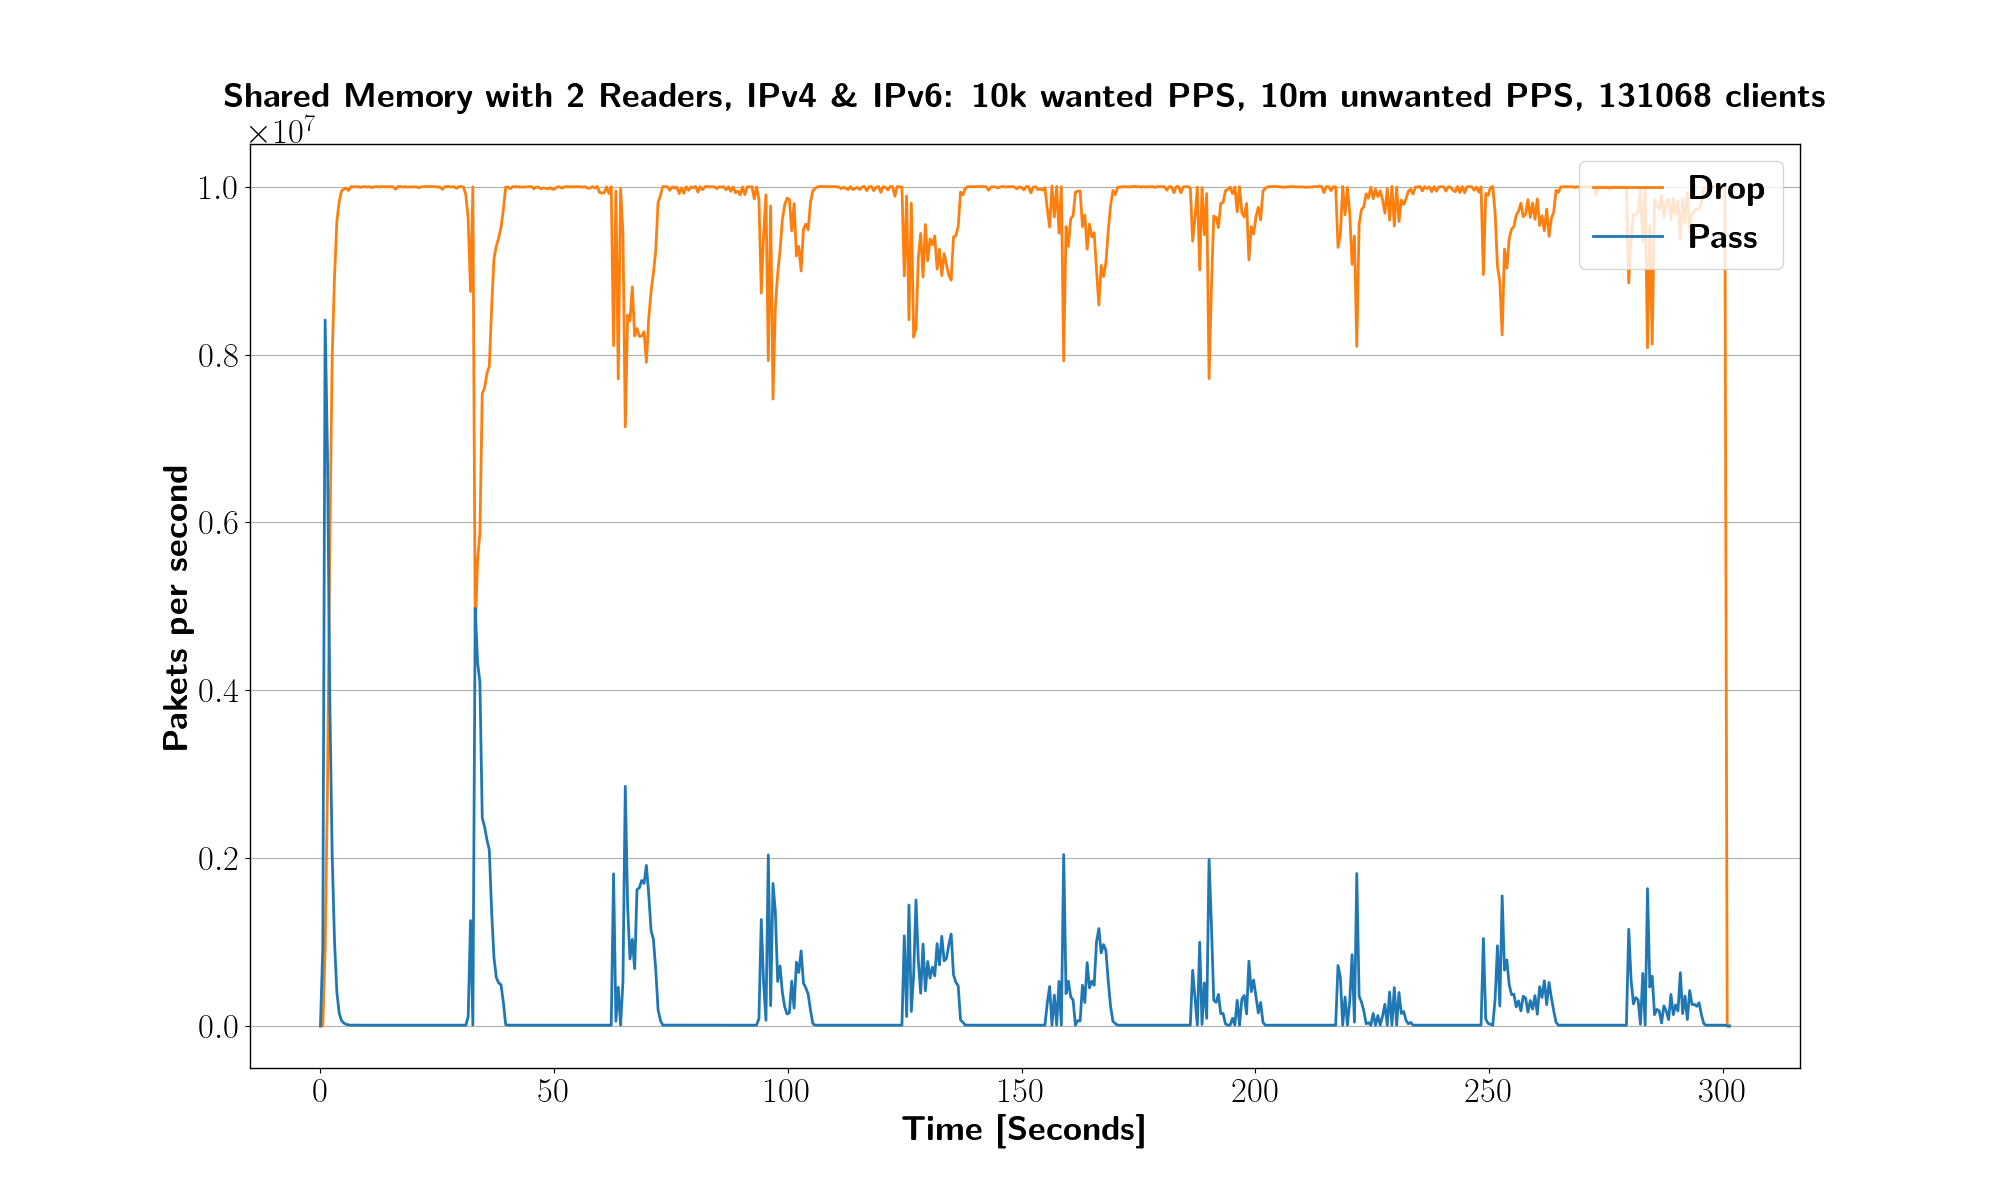 Shared Memory with 2 Readers, IPv4 & IPv6: 10k wanted PPS, 10m unwanted PPS, 131068 clients
×10⁷
1.0
0.8
0.6
0.4
0.2
0.0
Pakets per second
Drop
Pass
0 50 100 150 200 250 300
Time [Seconds]